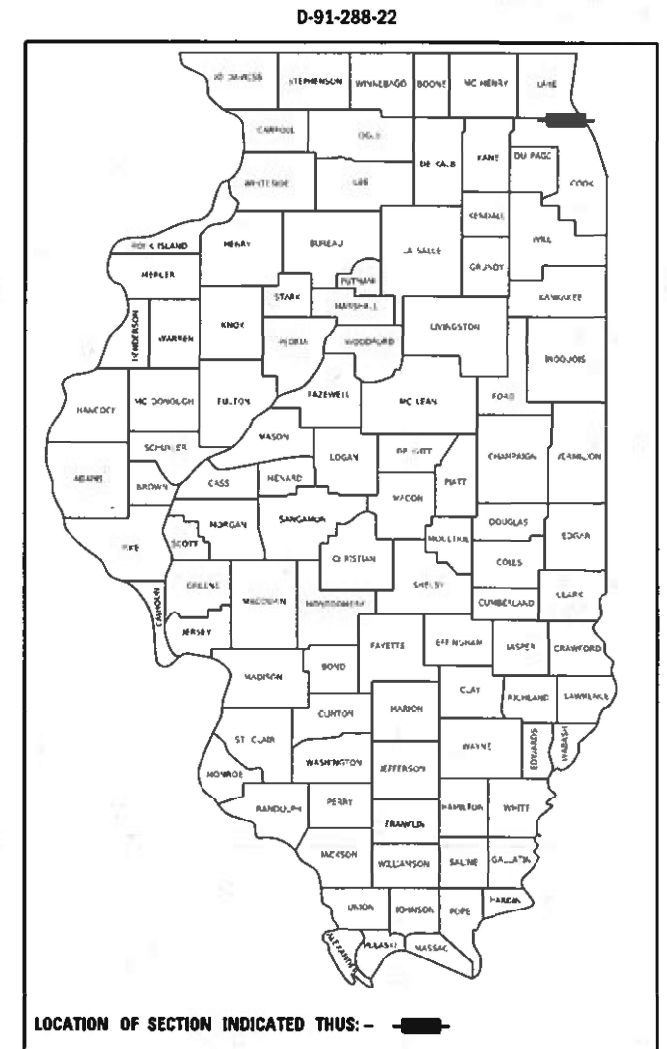 D-91-288-22
JO DAVIESS STEPHENSON WINNEBAGO BOONE MC HENRY LAKE
CARROLL OGLE DE KALB KANE DU PAGE COOK
WHITESIDE LEE
KENDALL
ROCK ISLAND HENRY BUREAU LA SALLE WILL
GRUNDY
MERCER PUTNAM
STARK MARSHALL KANKAKEE
HENDERSON WARREN KNOX PEORIA WOODFORD LIVINGSTON IROQUOIS
HANCOCK MC DONOUGH FULTON TAZEWELL MC LEAN FORD
MASON
SCHUYLER LOGAN DE WITT CHAMPAIGN VERMILION
ADAMS BROWN CASS MENARD MACON PIATT
MORGAN SANGAMON DOUGLAS
PIKE SCOTT CHRISTIAN MOULTRIE COLES EDGAR
GREENE MACOUPIN MONTGOMERY SHELBY CUMBERLAND CLARK
CALHOUN
JERSEY FAYETTE EFFINGHAM JASPER CRAWFORD
MADISON BOND
CLINTON MARION CLAY RICHLAND LAWRENCE
ST. CLAIR WAYNE EDWARDS WABASH
WASHINGTON JEFFERSON
MONROE
RANDOLPH PERRY HAMILTON WHITE
FRANKLIN
JACKSON WILLIAMSON SALINE GALLATIN
UNION JOHNSON POPE HARDIN
ALEXANDER PULASKI MASSAC
LOCATION OF SECTION INDICATED THUS: -